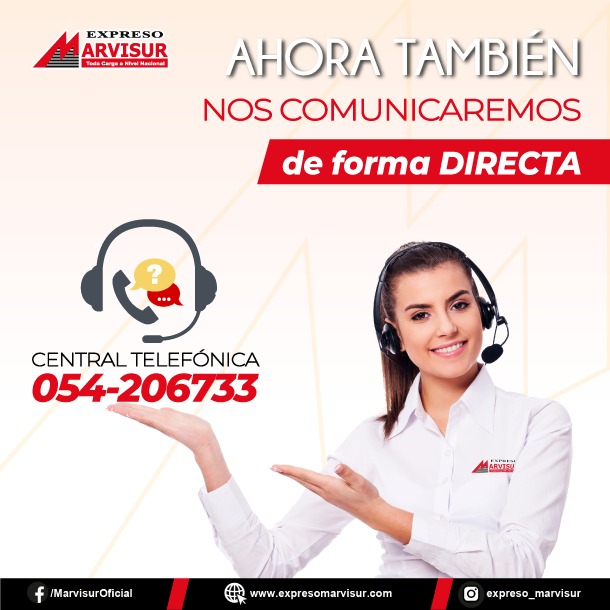 EXPRESO
MARVISUR
Toda Carga a Nivel Nacional
AHORA TAMBIÉN
NOS COMUNICAREMOS
de forma DIRECTA
?
...
CENTRAL TELEFÓNICA
054-206733
EXPRESO
MARVISUR
/MarvisurOficial
www.expresomarvisur.com
expreso_marvisur